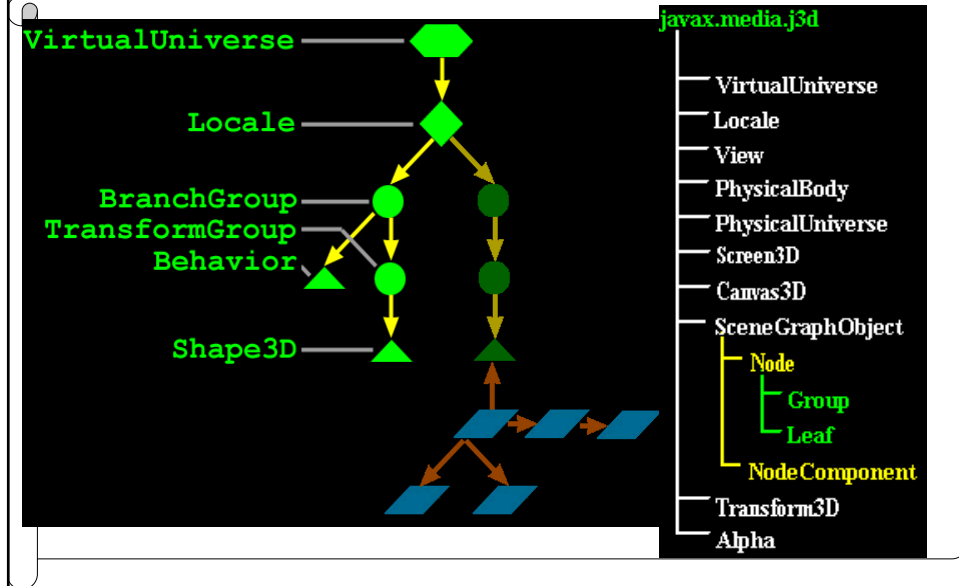 VirtualUniverse
Locale
BranchGroup
TransformGroup
Behavior
Shape3D
javax.media.j3d
VirtualUniverse
Locale
View
PhysicalBody
PhysicalUniverse
Screen3D
Canvas3D
SceneGraphObject
Node
Group
Leaf
NodeComponent
Transform3D
Alpha